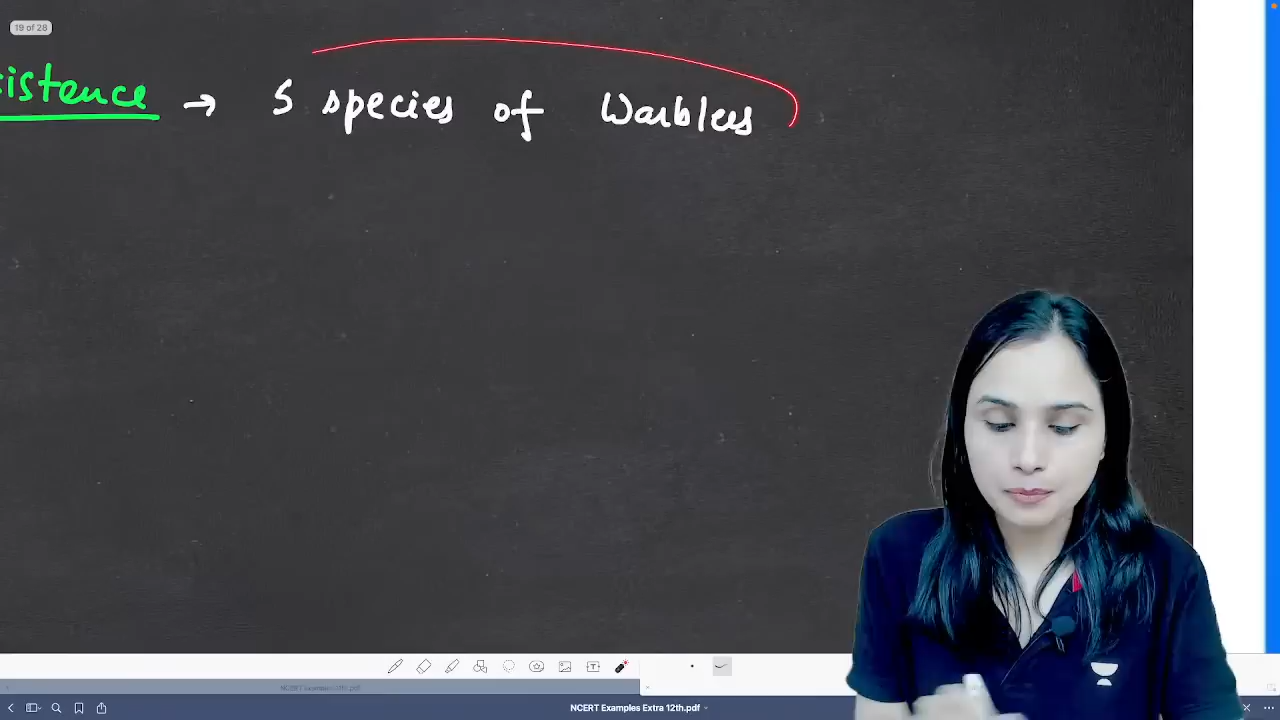 19 of 28
istence → 5 species of Warblers
NCERT Examples Extra 12th.pdf